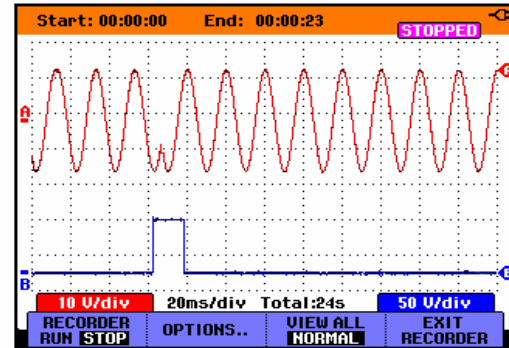 Start: 00:00:00 End: 00:00:23
STOPPED
A
B
10 V/div 20ms/div Total:24s 50 V/div
RECORDER OPTIONS.. VIEW ALL EXIT
RUN STOP NORMAL RECORDER